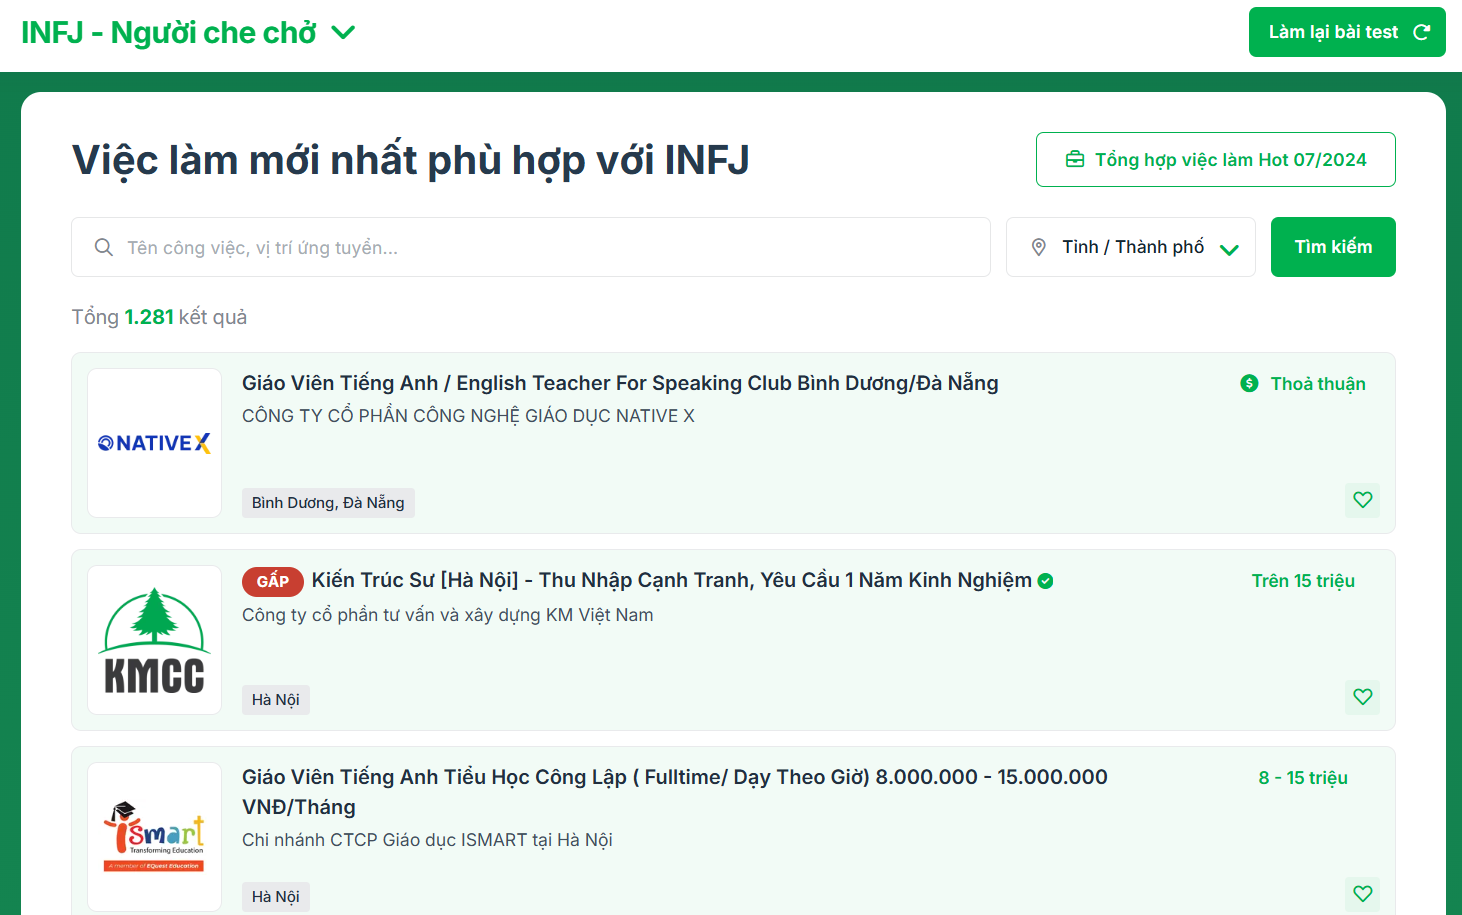 INFJ - Người che chở
Làm lại bài test
Việc làm mới nhất phù hợp với INFJ
Tổng hợp việc làm Hot 07/2024
Tên công việc, vị trí ứng tuyển...
Tỉnh / Thành phố
Tìm kiếm
Tổng 1.281 kết quả
NATIVEX
Giáo Viên Tiếng Anh / English Teacher For Speaking Club Bình Dương/Đà Nẵng
Thoả thuận
CÔNG TY CỔ PHẦN CÔNG NGHỆ GIÁO DỤC NATIVE X
Bình Dương, Đà Nẵng
KMCC
GẤP Kiến Trúc Sư [Hà Nội] - Thu Nhập Cạnh Tranh, Yêu Cầu 1 Năm Kinh Nghiệm
Trên 15 triệu
Công ty cổ phần tư vấn và xây dựng KM Việt Nam
Hà Nội
ismart
Transforming Education
A member of EQuest Education
Giáo Viên Tiếng Anh Tiểu Học Công Lập ( Fulltime/ Dạy Theo Giờ) 8.000.000 - 15.000.000
VNĐ/Tháng
8 - 15 triệu
Chi nhánh CTCP Giáo dục ISMART tại Hà Nội
Hà Nội